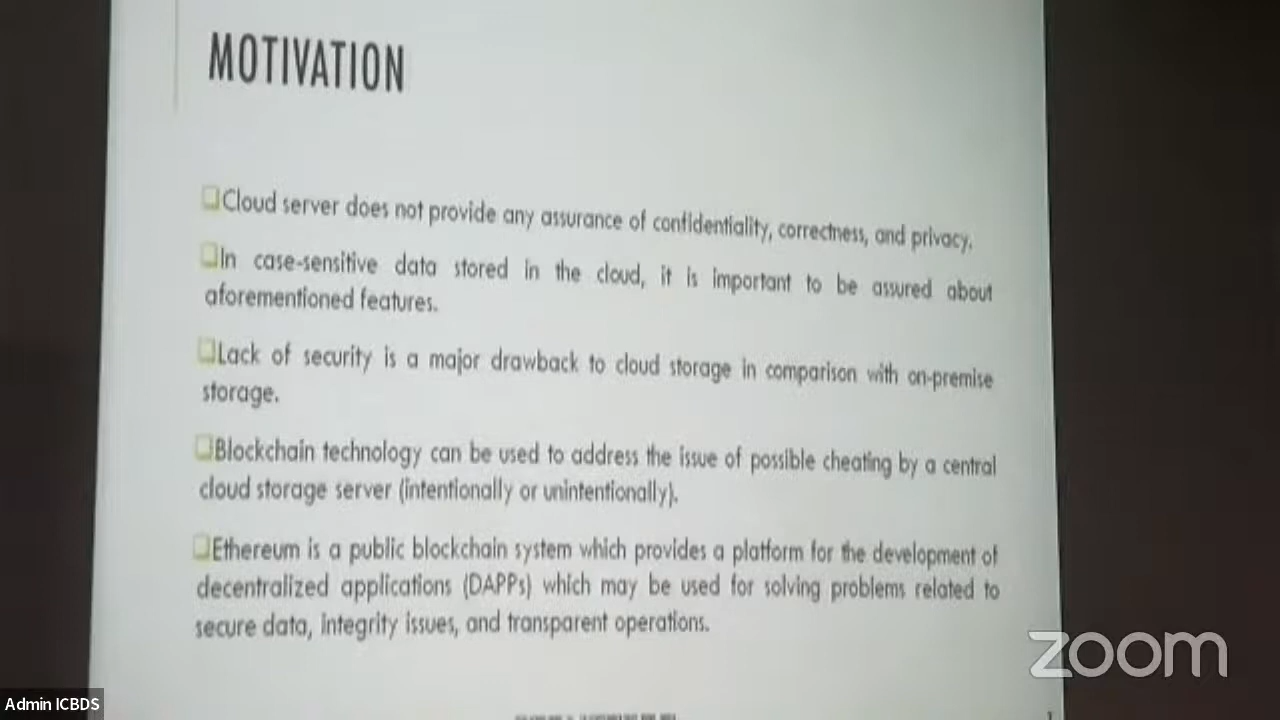 MOTIVATION
Cloud server does not provide any assurance of confidentiality, correctness, and privacy.
In case-sensitive data stored in the cloud, it is important to be assured about
aforementioned features.
Lack of security is a major drawback to cloud storage in comparison with on-premise
storage.
Blockchain technology can be used to address the issue of possible cheating by a central
cloud storage server (intentionally or unintentionally).
Ethereum is a public blockchain system which provides a platform for the development of
decentralized applications (DAPPs) which may be used for solving problems related to
secure data, integrity issues, and transparent operations.
zoom
Admin ICBDS